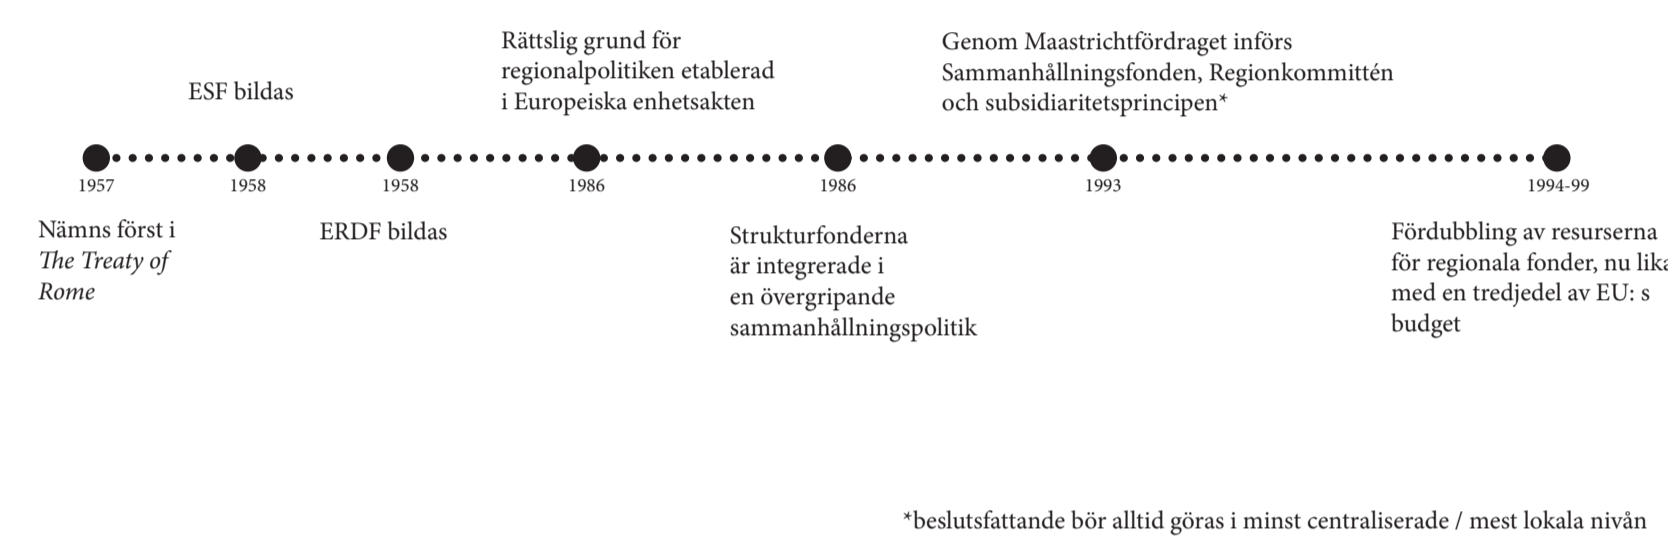 ESF bildas
Rättslig grund för
regionalpolitiken etablerad
i Europeiska enhetsakten
Genom Maastrichtfördraget införs
Sammanhållningsfonden, Regionkommittén
och subsidiaritetsprincipen*
1957
1958
1958
1986
1986
1993
1994-99
Nämns först i
The Treaty of
Rome
ERDF bildas
Strukturfonderna
är integrerade i
en övergripande
sammanhållningspolitik
Fördubbling av resurserna
för regionala fonder, nu lika
med en tredjedel av EU: s
budget
*beslutsfattande bör alltid göras i minst centraliserade / mest lokala nivån